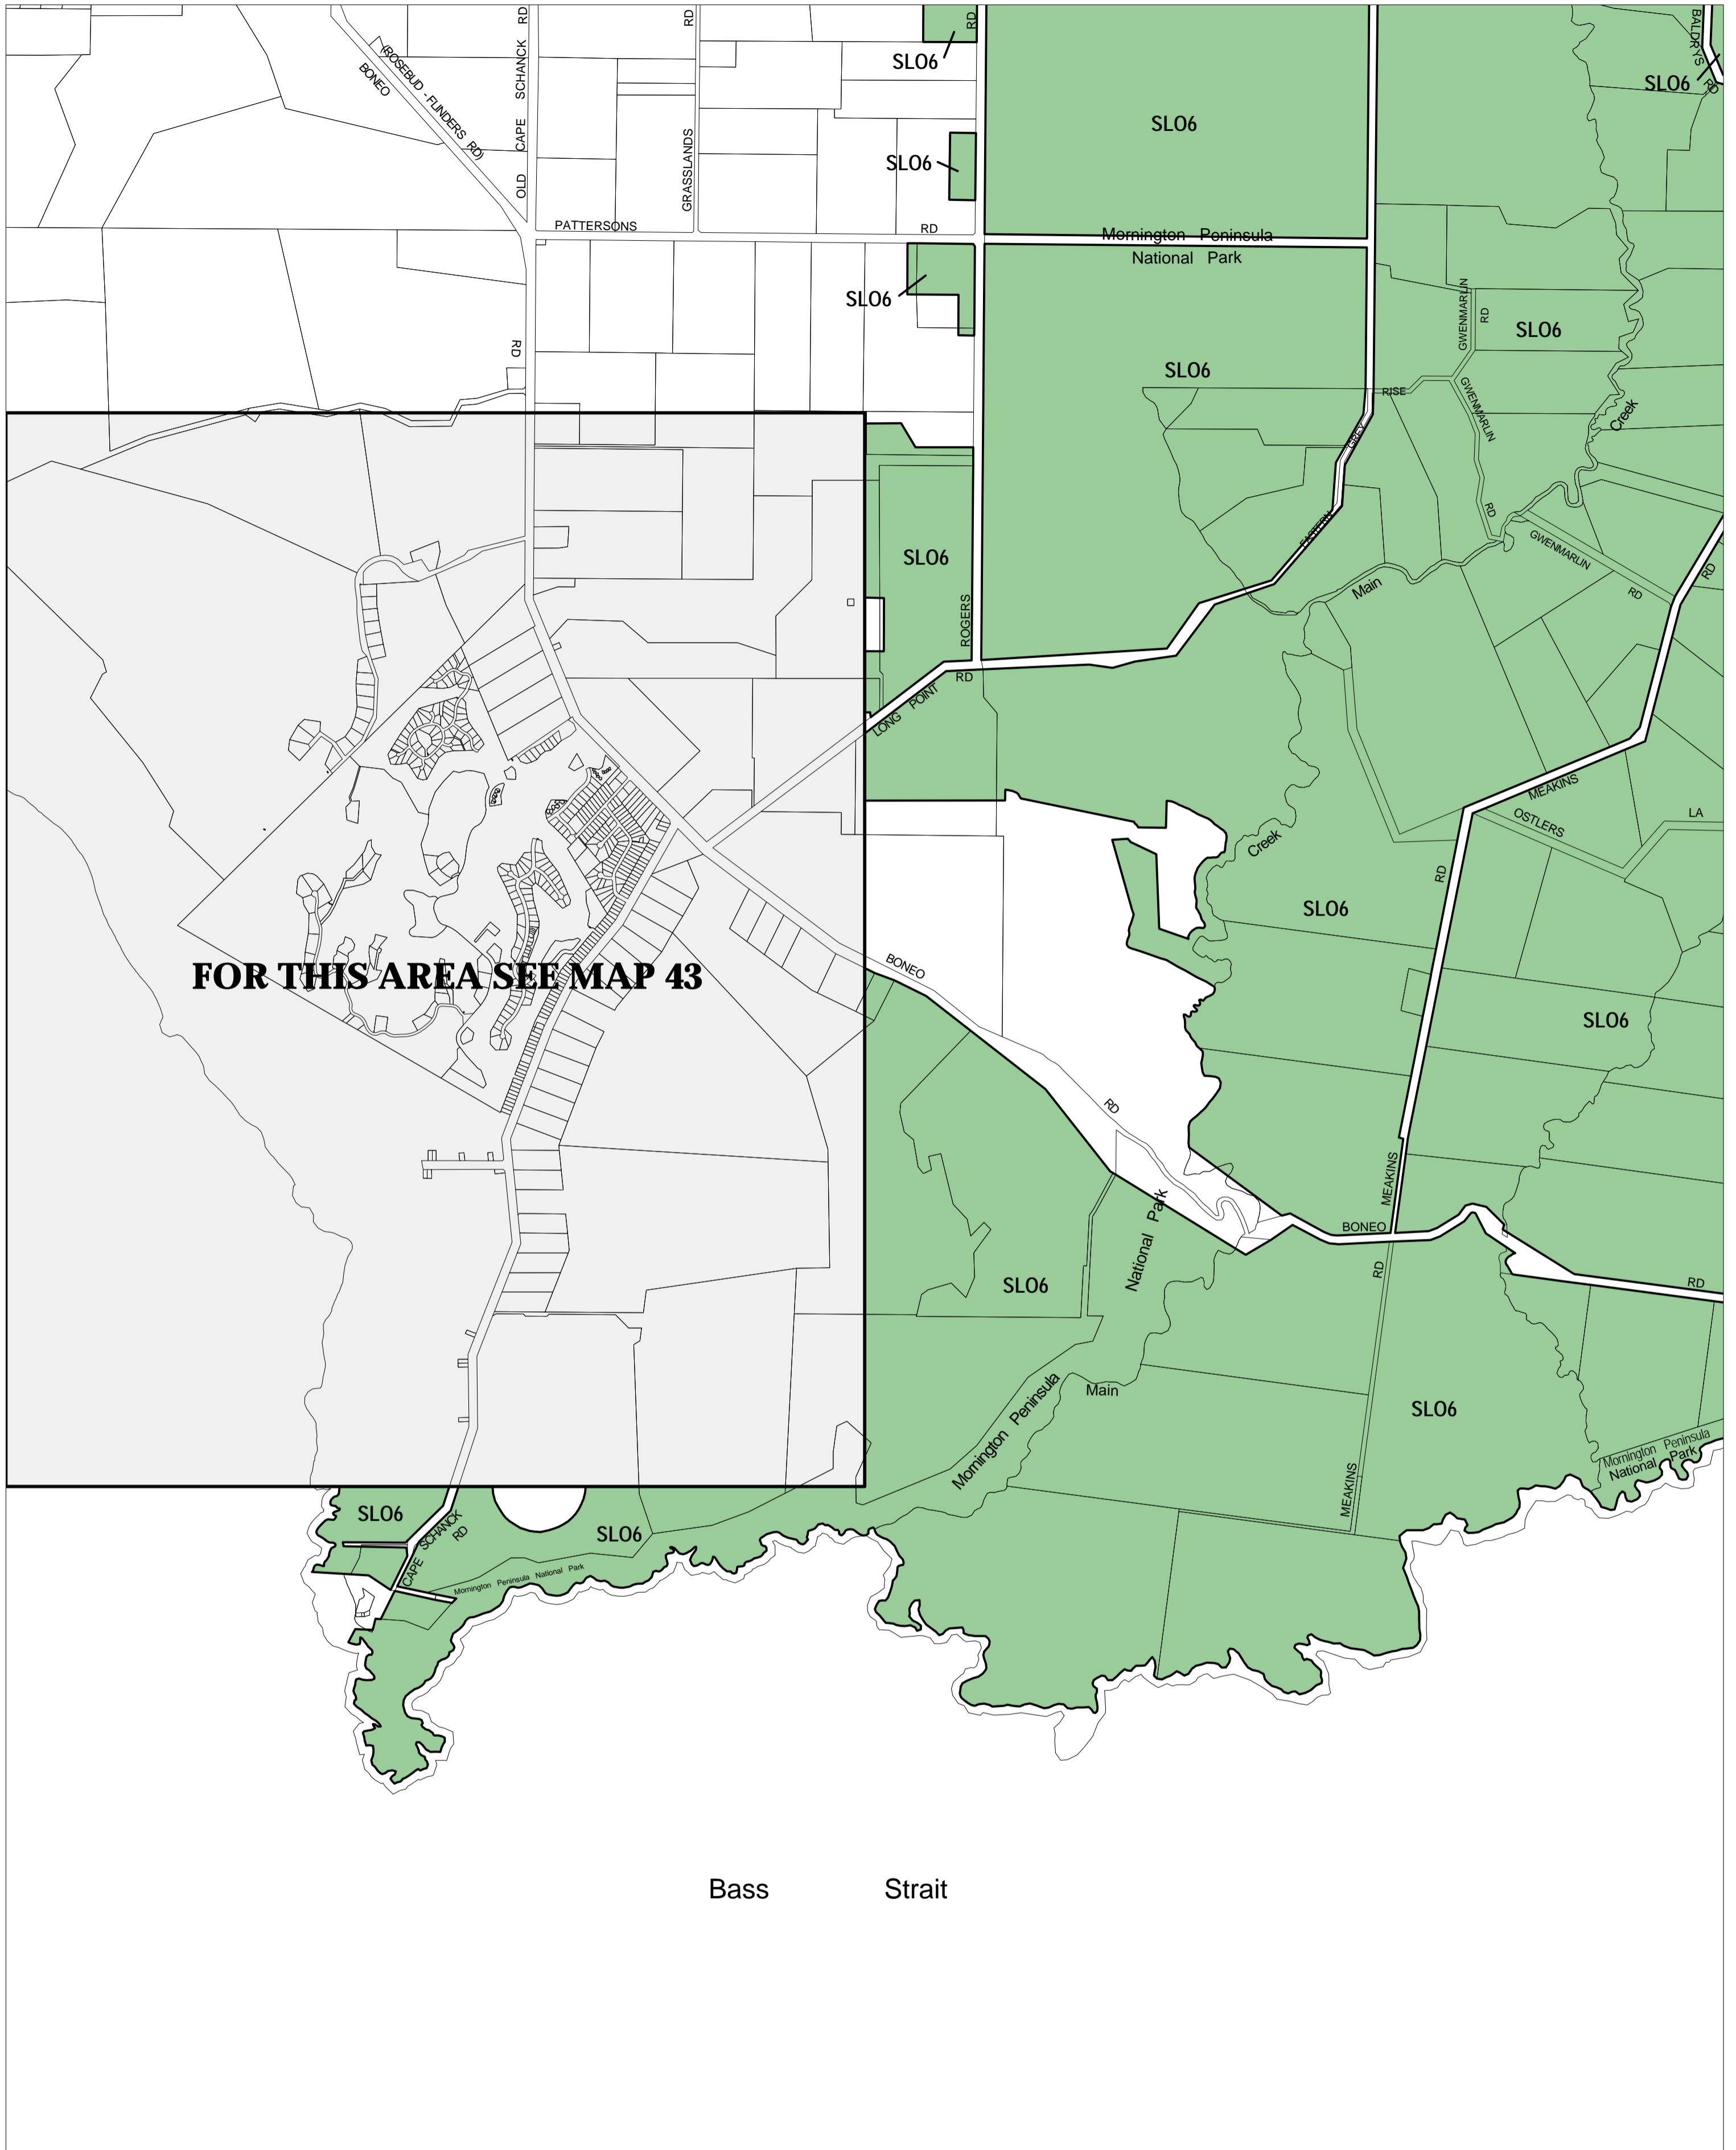 RD
RD
RD
BALDRYS
RD
(ROSEBUD - FLINDERS RD)
BONEO
OLD CAPE SCHANCK
GRASSLANDS
SLO6
SLO6
SLO6
SLO6
PATTERSONS
RD
Mornington Peninsula
National Park
SLO6
GWENMARLIN
RD
SLO6
RD
SLO6
RISE
GWENMARLIN
Creek
GREY
EASTERN
RD
GWENMARLIN
RD
RD
SLO6
ROGERS
Main
LONG POINT
RD
MEAKINS
OSTLERS
LA
Creek
RD
SLO6
FOR THIS AREA SEE MAP 43
BONEO
SLO6
RD
MEAKINS
National Park
BONEO
RD
RD
SLO6
Mornington Peninsula
Main
SLO6
MEAKINS
Mornington Peninsula
National Park
SLO6
SCHANCK
RD
CAPE
SLO6
Mornington Peninsula National Park
Bass Strait